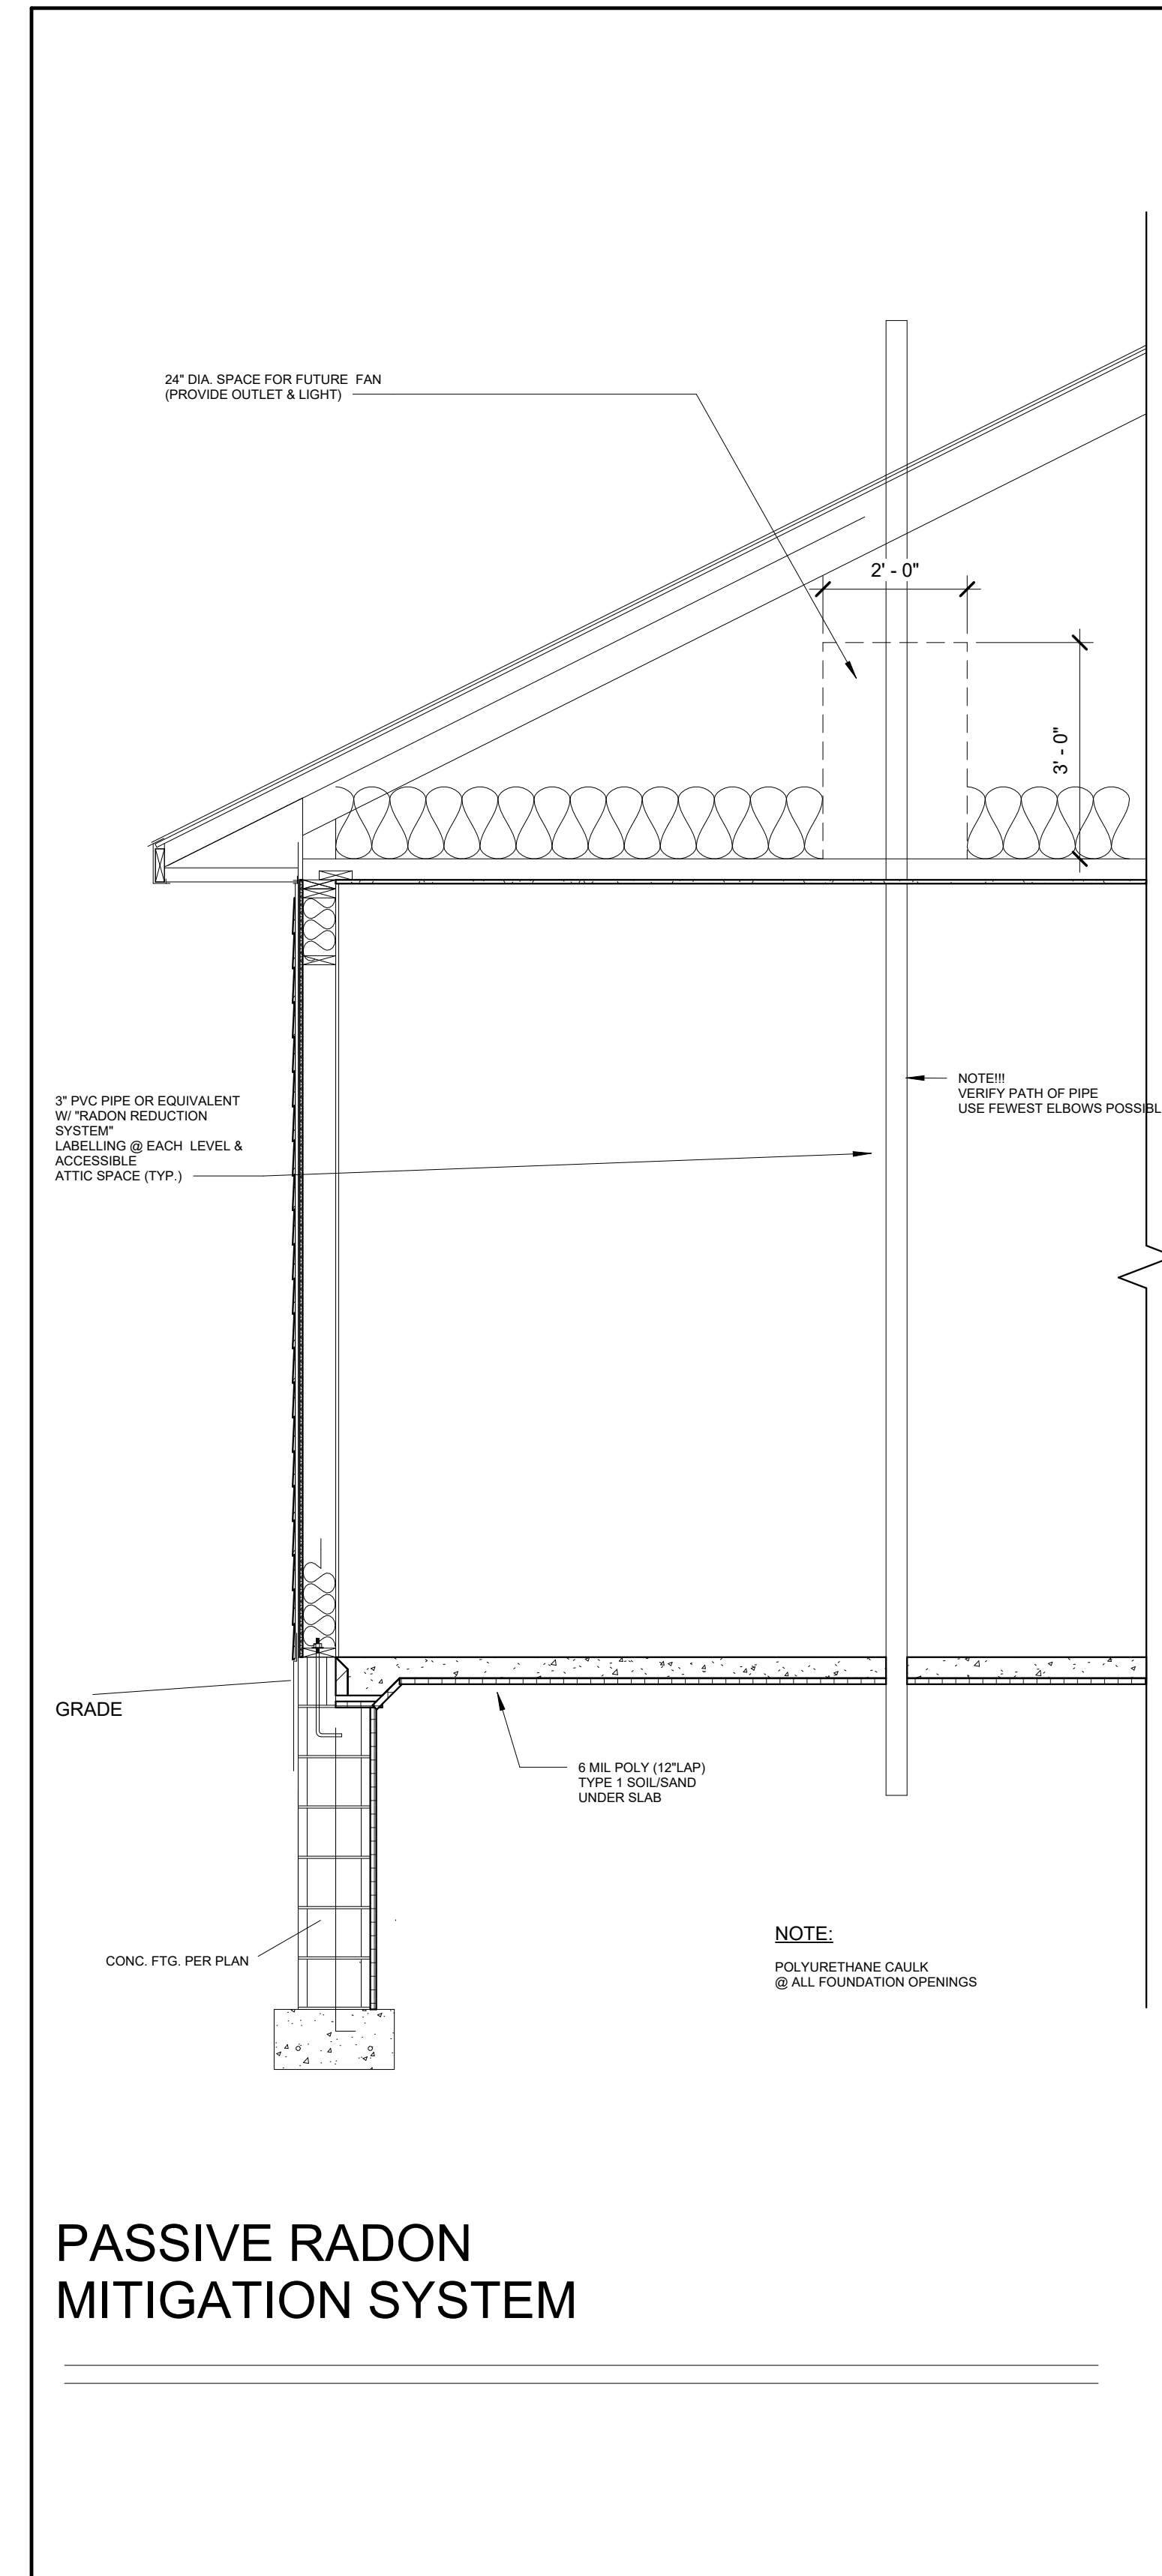 24" DIA. SPACE FOR FUTURE FAN
(PROVIDE OUTLET & LIGHT)
2' - 0"
3' - 0"
3" PVC PIPE OR EQUIVALENT
W/ "RADON REDUCTION
SYSTEM"
LABELLING @ EACH LEVEL &
ACCESSIBLE
ATTIC SPACE (TYP.)
NOTE!!!
VERIFY PATH OF PIPE
USE FEWEST ELBOWS POSSIBL
GRADE
6 MIL POLY (12"LAP)
TYPE 1 SOIL/SAND
UNDER SLAB
CONC. FTG. PER PLAN
NOTE:
POLYURETHANE CAULK
@ ALL FOUNDATION OPENINGS
PASSIVE RADON
MITIGATION SYSTEM